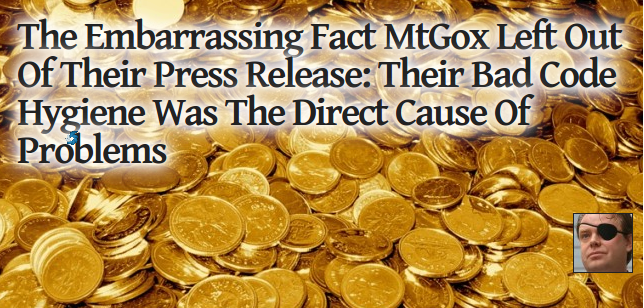 The Embarrassing Fact MtGox Left Out
Of Their Press Release: Their Bad Code
Hygiene Was The Direct Cause Of
Problems